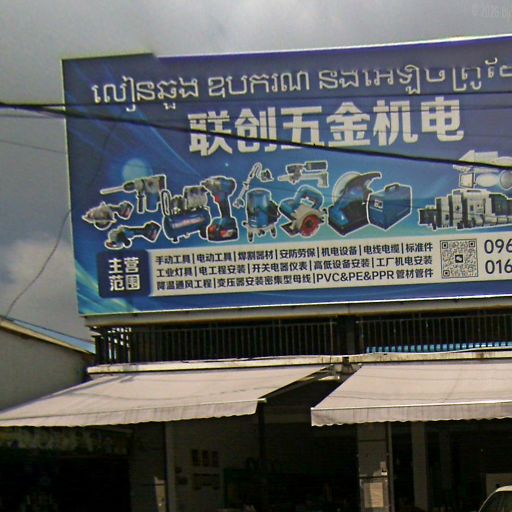 លៀនឆួង ឧបករណ៍ និងអេឡិចត្រូនិច
联创五金机电
主营范围
手动工具|电动工具|焊割器材|安防劳保|机电设备|电线电缆|标准件
工业灯具|电工程安装|开关电器仪表|高低设备安装|工厂机电安装
降温通风工程|变压器安装密集型母线|PVC&PE&PPR管材管件
096
016